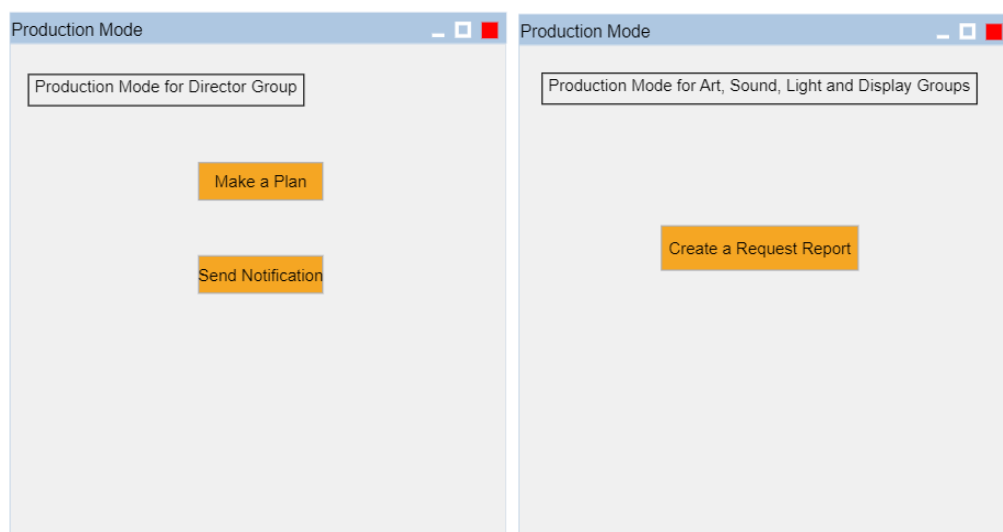 Production Mode
Production Mode for Director Group
Make a Plan
Send Notification
Production Mode
Production Mode for Art, Sound, Light and Display Groups
Create a Request Report